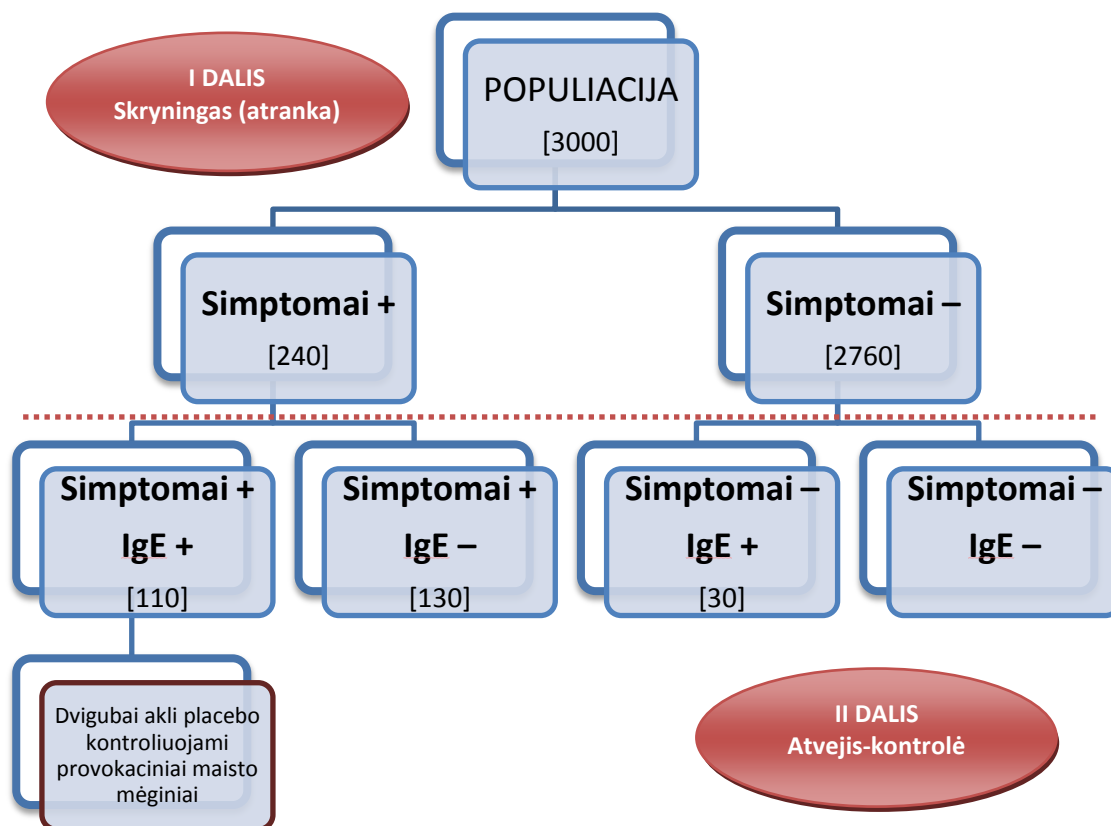 I DALIS
Skryningas (atranka)
POPULIACIJA
[3000]
Simptomai +
[240]
Simptomai –
[2760]
Simptomai +
IgE +
[110]
Simptomai +
IgE –
[130]
Simptomai –
IgE +
[30]
Simptomai –
IgE –
Dvigubai akli placebo
kontroliuojami
provokaciniai maisto
mėginiai
II DALIS
Atvejis-kontrolė